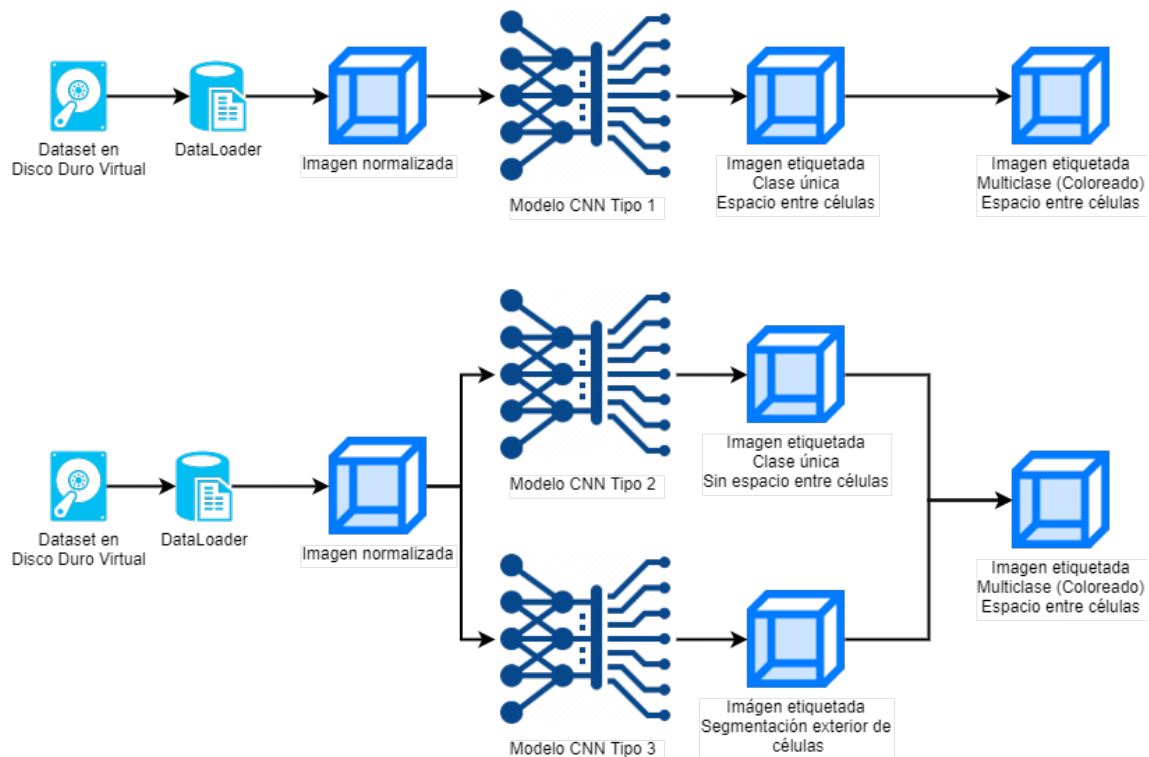 Dataset en
Disco Duro Virtual
DataLoader
Imagen normalizada
Modelo CNN Tipo 1
Imagen etiquetada
Clase única
Espacio entre células
Imagen etiquetada
Multiclase (Coloreado)
Espacio entre células
Dataset en
Disco Duro Virtual
DataLoader
Imagen normalizada
Modelo CNN Tipo 2
Imagen etiquetada
Clase única
Sin espacio entre células
Modelo CNN Tipo 3
Imágen etiquetada
Segmentación exterior de
células
Imagen etiquetada
Multiclase (Coloreado)
Espacio entre células